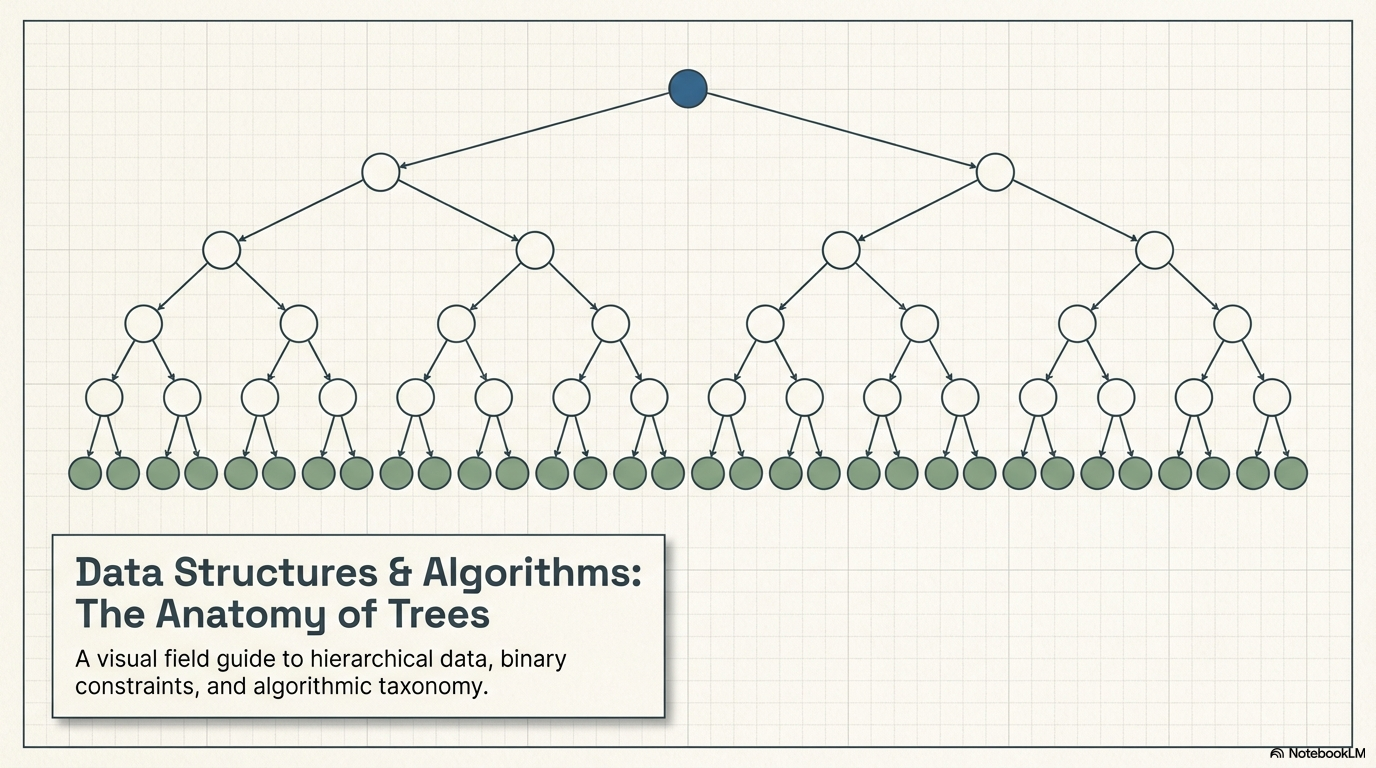 Data Structures & Algorithms:
The Anatomy of Trees
A visual field guide to hierarchical data, binary
constraints, and algorithmic taxonomy.
NotebookLM